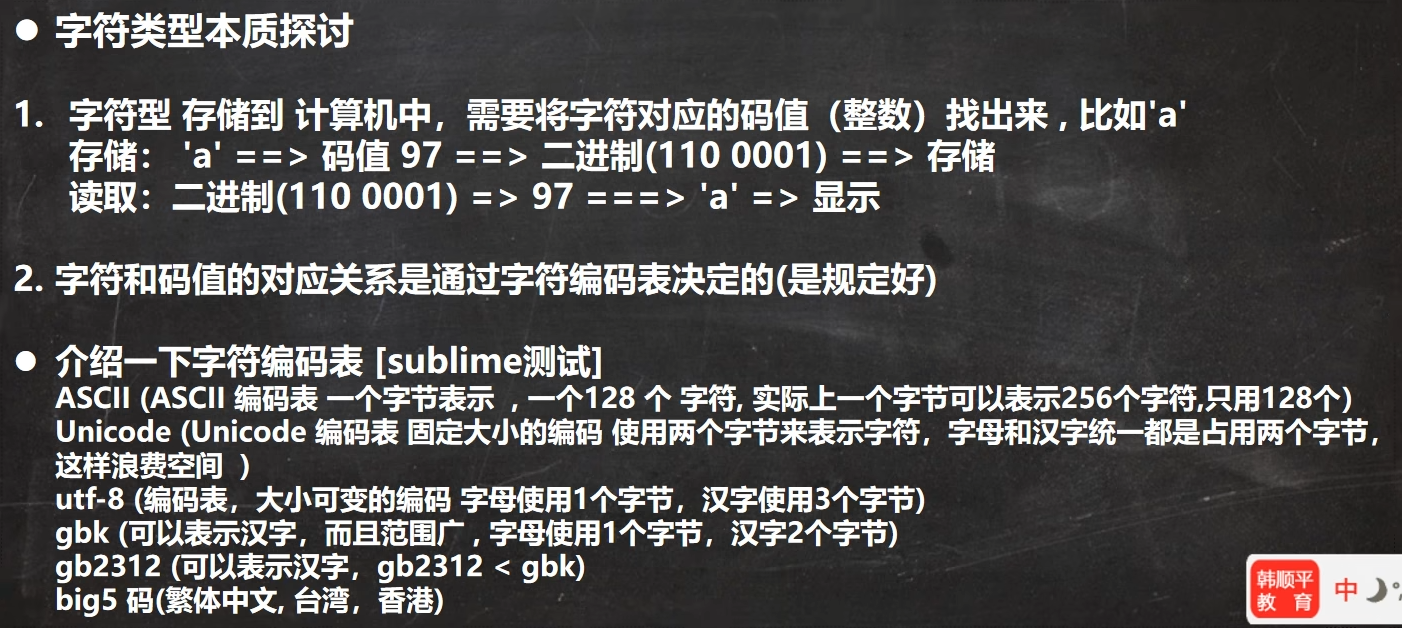 ● 字符类型本质探讨
1. 字符型 存储到 计算机中，需要将字符对应的码值（整数）找出来 , 比如'a'
存储： 'a' ==> 码值 97 ==> 二进制(110 0001) ==> 存储
读取：二进制(110 0001) => 97 ===> 'a' => 显示
2. 字符和码值的对应关系是通过字符编码表决定的(是规定好)
● 介绍一下字符编码表 [sublime测试]
ASCII (ASCII 编码表 一个字节表示 , 一个128 个 字符, 实际上一个字节可以表示256个字符,只用128个）
Unicode (Unicode 编码表 固定大小的编码 使用两个字节来表示字符，字母和汉字统一都是占用两个字节，
这样浪费空间 ）
utf-8 (编码表，大小可变的编码 字母使用1个字节，汉字使用3个字节)
gbk (可以表示汉字，而且范围广 , 字母使用1个字节，汉字2个字节)
gb2312 (可以表示汉字，gb2312 < gbk)
big5 码(繁体中文, 台湾，香港)
韩顺平
教 育
中